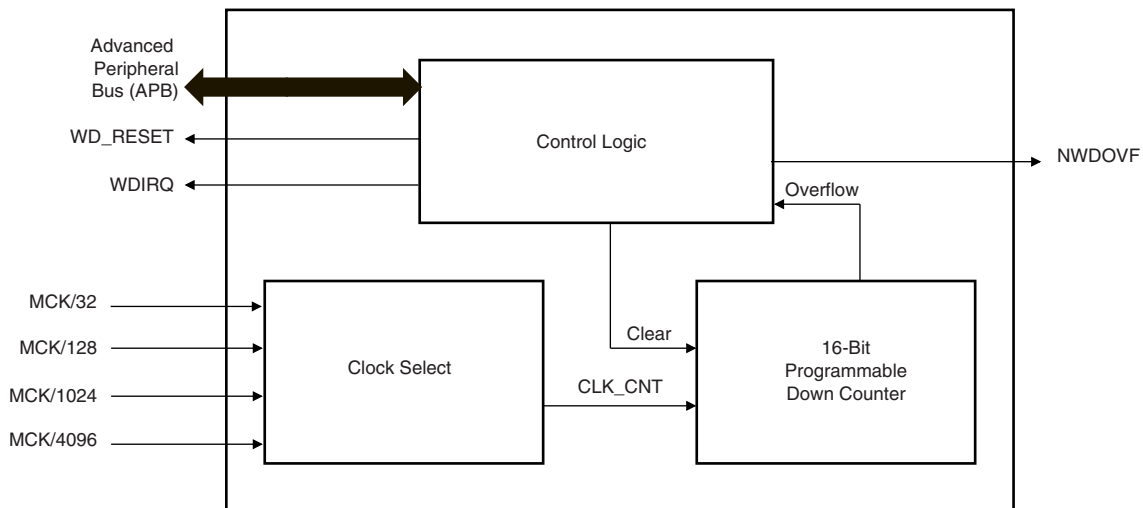 Advanced
Peripheral
Bus (APB)
WD_RESET
WDIRQ
Control Logic
NWDOVF
Overflow
MCK/32
MCK/128
MCK/1024
MCK/4096
Clock Select
Clear
CLK_CNT
16-Bit
Programmable
Down Counter